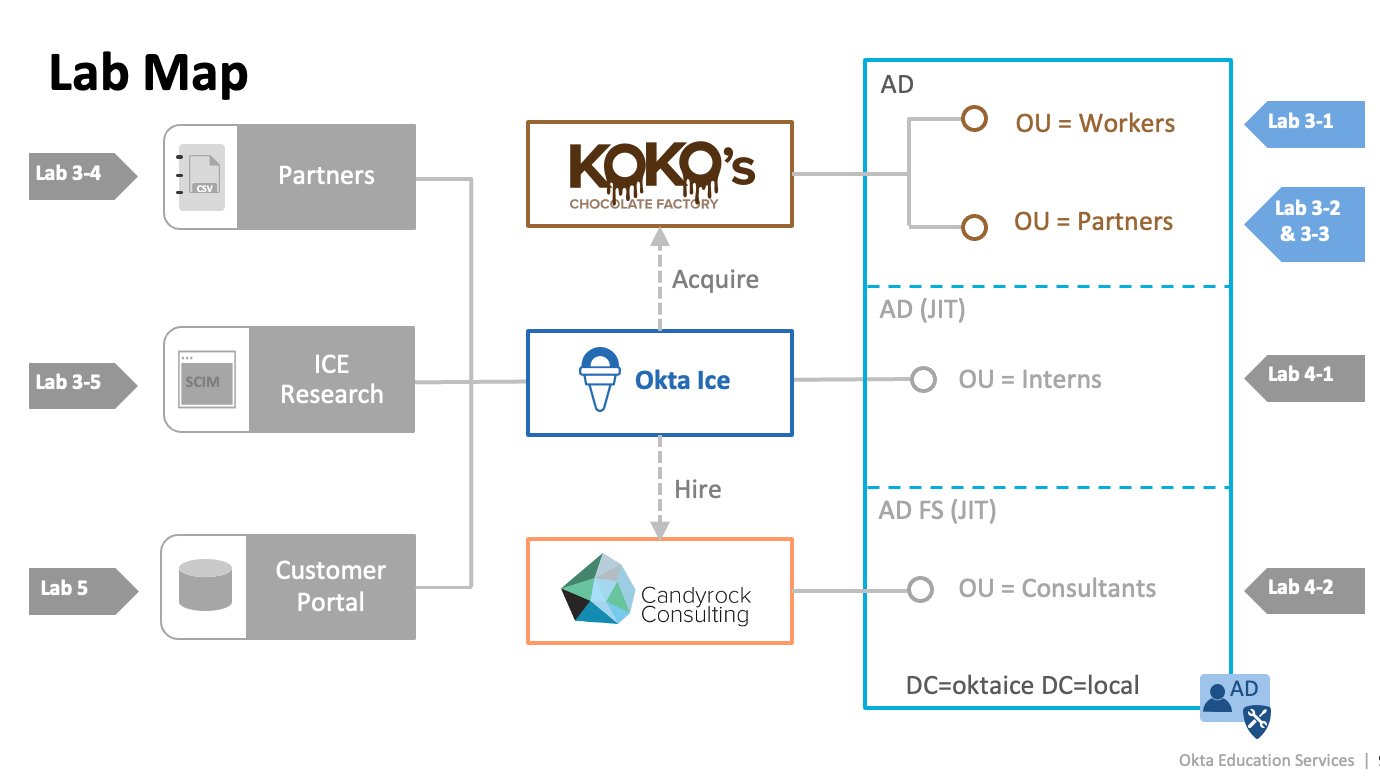 Lab Map
AD
Lab 3-4
CSV
Partners
KOKO's
CHOCOLATE FACTORY
OU = Workers
Lab 3-1
OU = Partners
Lab 3-2
& 3-3
Acquire
AD (JIT)
Lab 3-5
SCIM
ICE
Research
Okta Ice
OU = Interns
Lab 4-1
Hire
AD FS (JIT)
Lab 5
Customer
Portal
Candyrock
Consulting
OU = Consultants
Lab 4-2
DC=oktaice DC=local
AD
Okta Education Services |